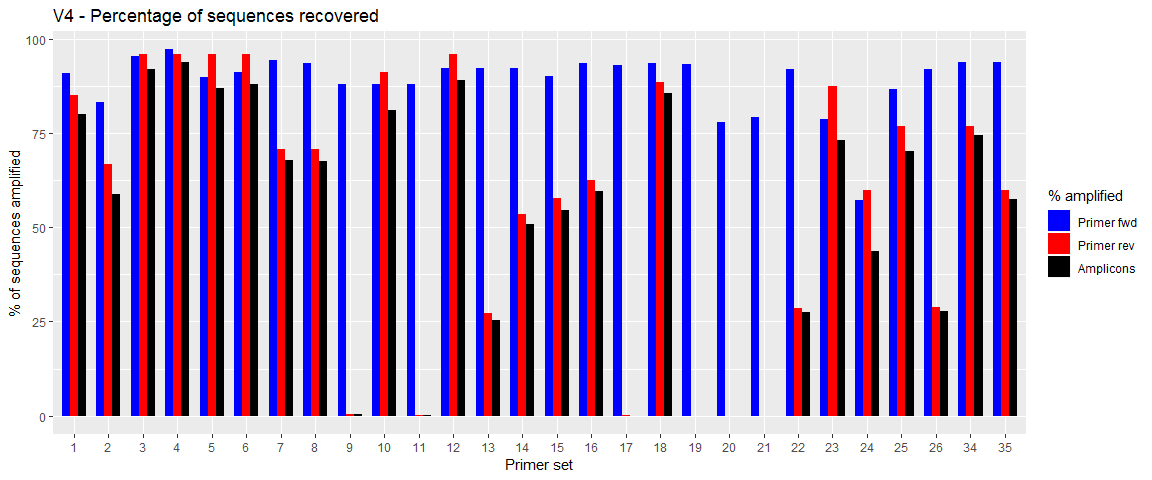 V4 - Percentage of sequences recovered
% of sequences amplified
100
75
50
25
0
1 2 3 4 5 6 7 8 9 10 11 12 13 14 15 16 17 18 19 20 21 22 23 24 25 26 34 35
Primer set
% amplified
Primer fwd
Primer rev
Amplicons